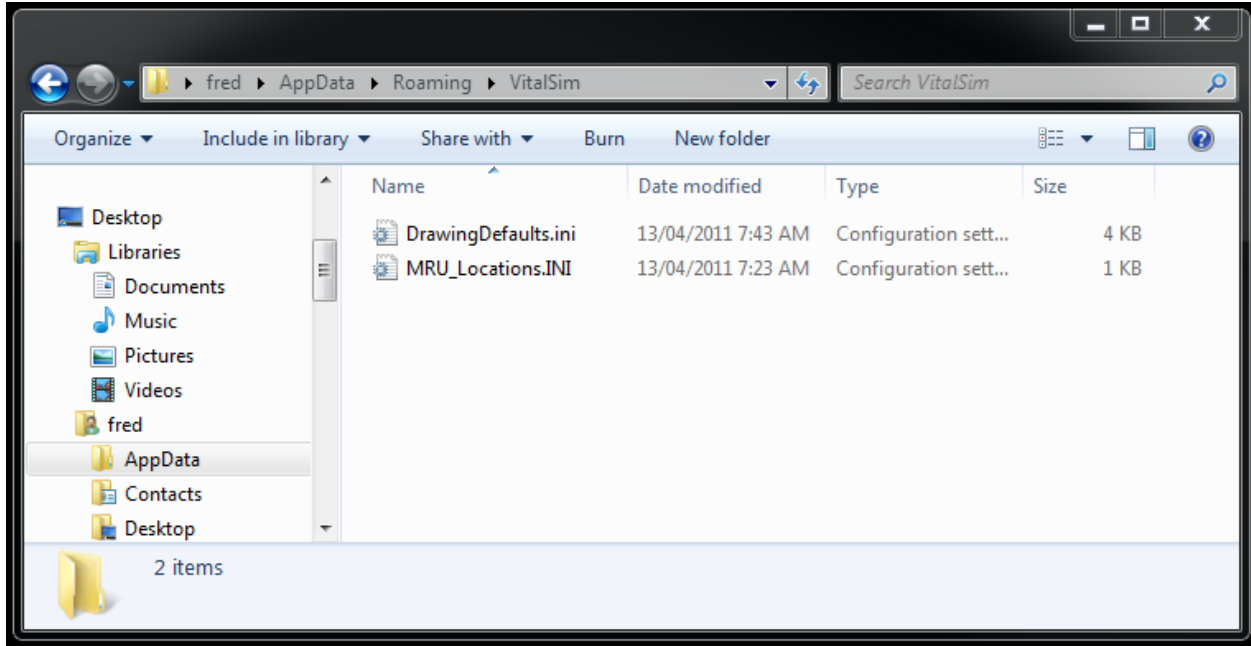 fred AppData Roaming VitalSim
Search VitalSim
Organize Include in library Share with Burn New folder
Name Date modified Type Size
Desktop
Libraries
Documents
Music
Pictures
Videos
fred
AppData
Contacts
Desktop
DrawingDefaults.ini 13/04/2011 7:43 AM Configuration sett... 4 KB
MRU_Locations.INI 13/04/2011 7:23 AM Configuration sett... 1 KB
2 items